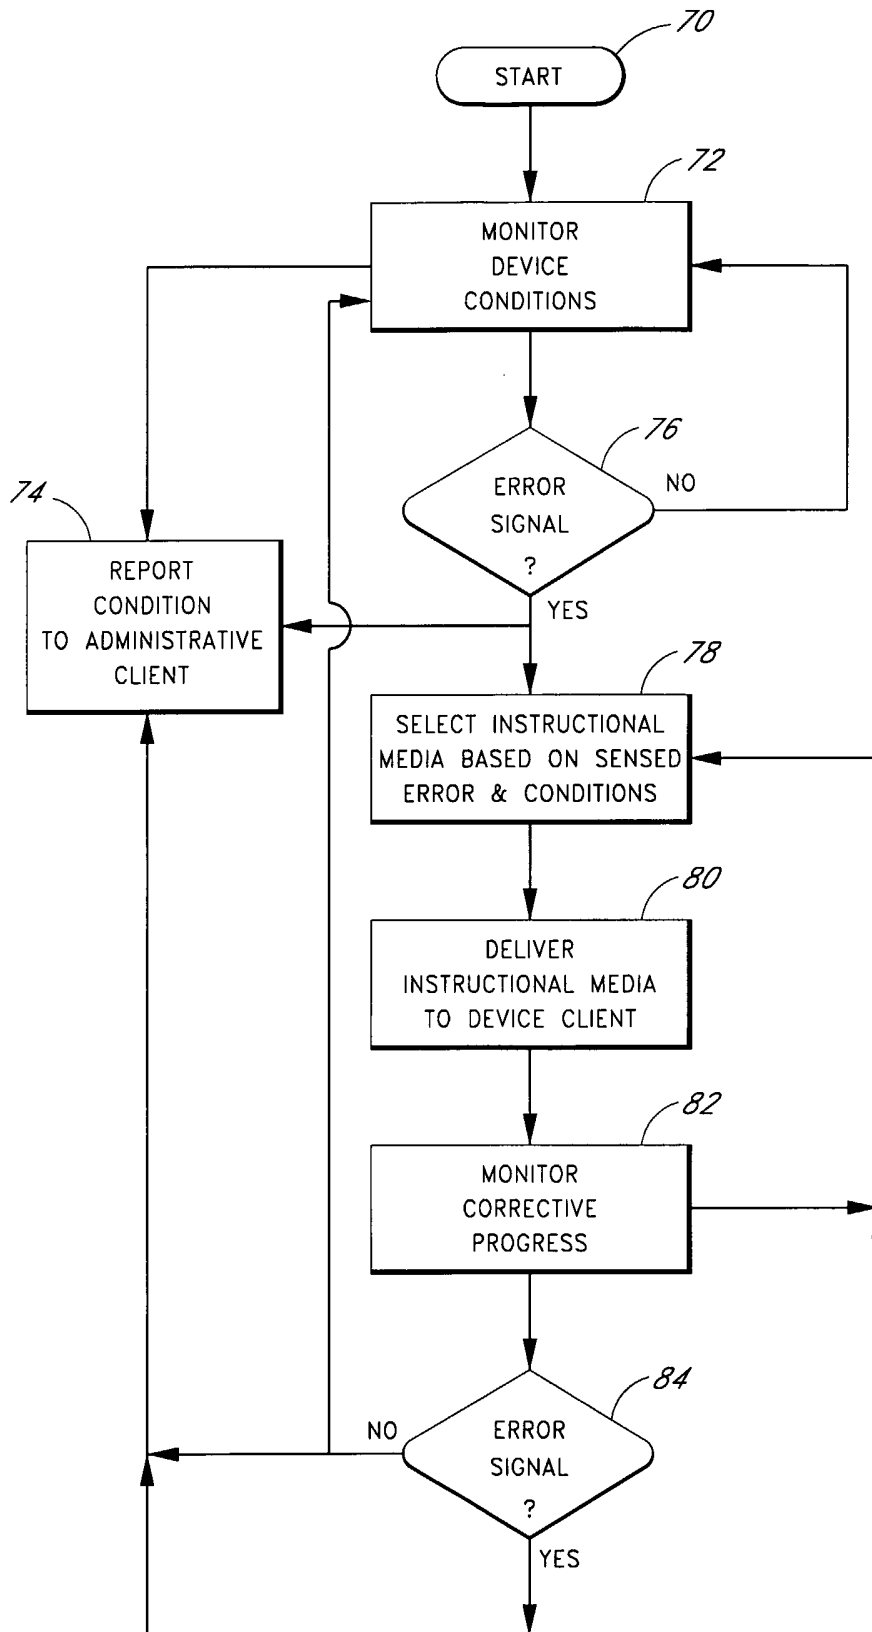 70
START
72
MONITOR
DEVICE
CONDITIONS
76
ERROR
SIGNAL
?
NO
YES
74
REPORT
CONDITION
TO ADMINISTRATIVE
CLIENT
78
SELECT INSTRUCTIONAL
MEDIA BASED ON SENSED
ERROR & CONDITIONS
80
DELIVER
INSTRUCTIONAL MEDIA
TO DEVICE CLIENT
82
MONITOR
CORRECTIVE
PROGRESS
84
NO
ERROR
SIGNAL
?
YES